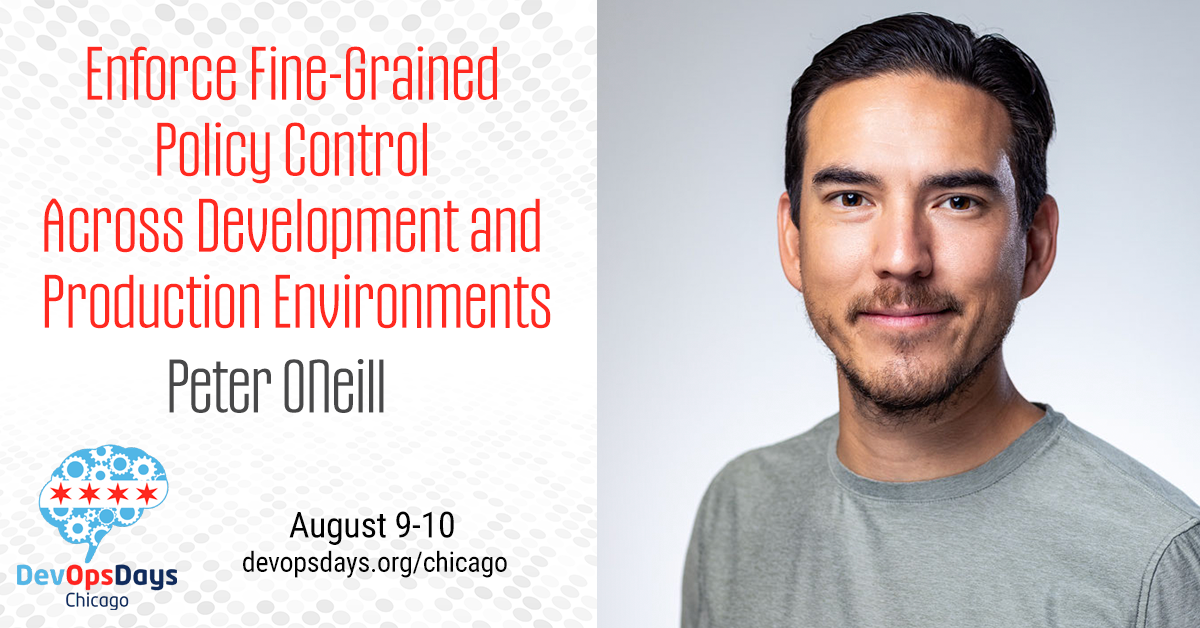 Enforce Fine-Grained
Policy Control
Across Development and
Production Environments
Peter ONeill
August 9-10
devopsdays.org/chicago
DevOpsDays
Chicago